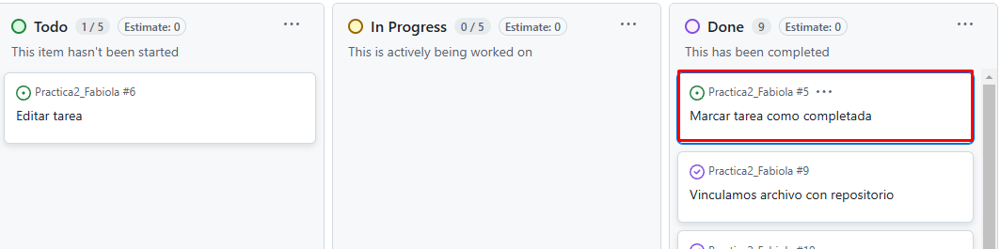 Todo 1 / 5 Estimate: 0
This item hasn't been started
Practica2_Fabiola #6
Editar tarea
In Progress 0 / 5 Estimate: 0
This is actively being worked on
Done 9 Estimate: 0
This has been completed
Practica2_Fabiola #5
Marcar tarea como completada
Practica2_Fabiola #9
Vinculamos archivo con repositorio
Practica2_Fabiola #10